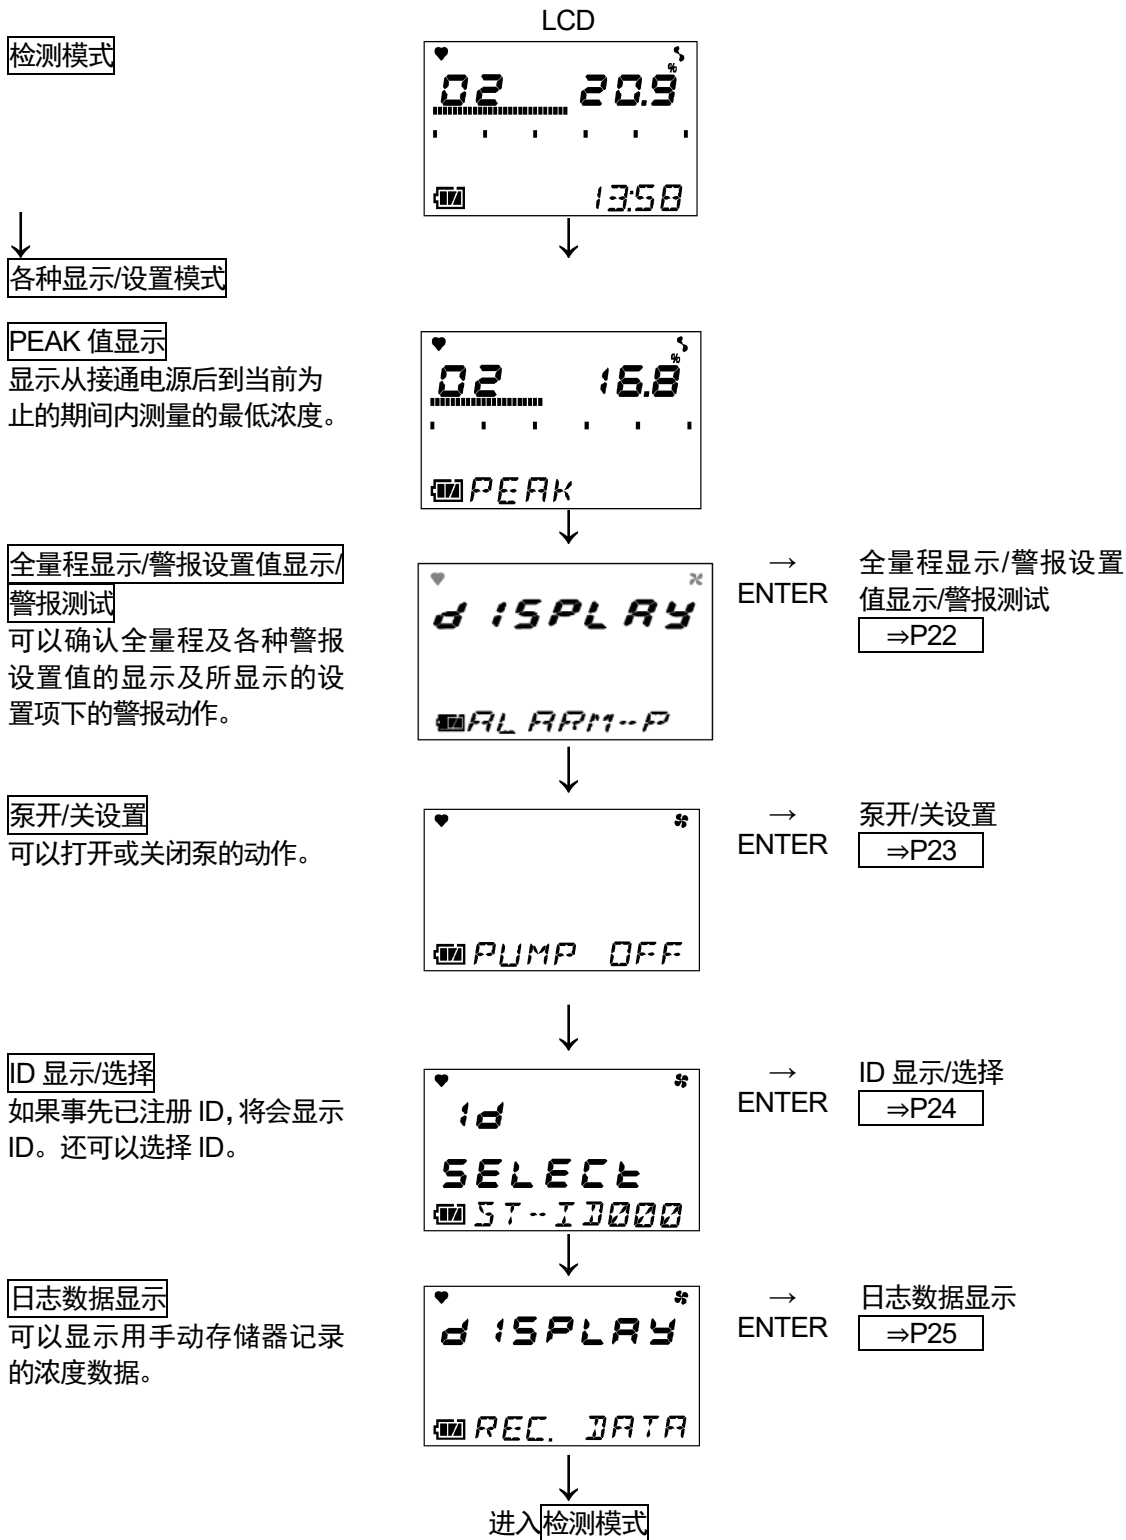 LCD
检测模式
O2 20.9%
13:58
各种显示/设置模式
PEAK 值显示
显示从接通电源后到当前为
止的期间内测量的最低浓度。
O2 16.8%
PEAK
全量程显示/警报设置值显示/
警报测试
可以确认全量程及各种警报
设置值的显示及所显示的设
置项下的警报动作。
dISPLAY
ALARM--P
→
ENTER
全量程显示/警报设置
值显示/警报测试
⇒P22
泵开/关设置
可以打开或关闭泵的动作。
PUMP OFF
→
ENTER
泵开/关设置
⇒P23
ID 显示/选择
如果事先已注册 ID，将会显示
ID。还可以选择 ID。
Id
SELECt
ST--ID000
→
ENTER
ID 显示/选择
⇒P24
日志数据显示
可以显示用手动存储器记录
的浓度数据。
dISPLAY
REC. DATA
→
ENTER
日志数据显示
⇒P25
进入检测模式